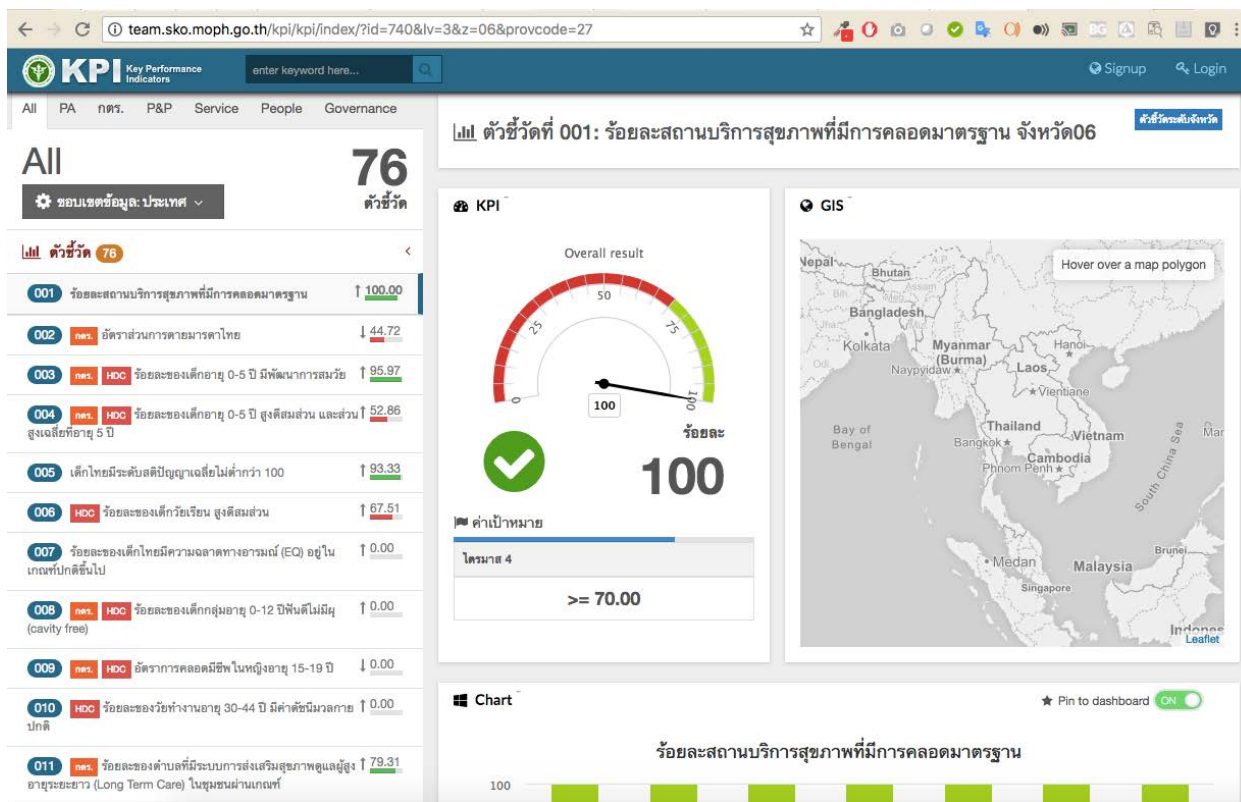 team.sko.moph.go.th/kpi/kpi/index/?id=740&lv=3&z=06&provcode=27
KPI Key Performance Indicators
enter keyword here...
Signup
Login
All PA กตร. P&P Service People Governance
All
76
ขอบเขตข้อมูล: ประเทศ
ตัวชี้วัด
ตัวชี้วัด 76
001 ร้อยละสถานบริการสุขภาพที่มีการคลอดมาตรฐาน ↑ 100.00
002 กตร. อัตราส่วนการตายมารดาไทย ↓ 44.72
003 กตร. HDC ร้อยละของเด็กอายุ 0-5 ปี มีพัฒนาการสมวัย ↑ 95.97
004 กตร. HDC ร้อยละของเด็กอายุ 0-5 ปี สูงดีสมส่วน และส่วน ↑ 52.86
สูงเฉลี่ยที่อายุ 5 ปี
005 เด็กไทยมีระดับสติปัญญาเฉลี่ยไม่ต่ำกว่า 100 ↑ 93.33
006 HDC ร้อยละของเด็กวัยเรียน สูงดีสมส่วน ↑ 67.51
007 ร้อยละของเด็กไทยมีความฉลาดทางอารมณ์ (EQ) อยู่ใน ↑ 0.00
เกณฑ์ปกติขึ้นไป
008 กตร. HDC ร้อยละของเด็กกลุ่มอายุ 0-12 ปีฟันดีไม่มีผุ ↑ 0.00
(cavity free)
009 กตร. HDC อัตราการคลอดมีชีพในหญิงอายุ 15-19 ปี ↓ 0.00
010 HDC ร้อยละของวัยทำงานอายุ 30-44 ปี มีค่าดัชนีมวลกาย ↑ 0.00
ปกติ
011 กตร. ร้อยละของตำบลที่มีระบบการส่งเสริมสุขภาพดูแลผู้สูง ↑ 79.31
อายุระยะยาว (Long Term Care) ในชุมชนผ่านเกณฑ์
ตัวชี้วัดที่ 001: ร้อยละสถานบริการสุขภาพที่มีการคลอดมาตรฐาน จังหวัด06
ตัวชี้วัดระดับจังหวัด
KPI
Overall result
0
25
50
75
100
100
ร้อยละ
100
ค่าเป้าหมาย
ไตรมาส 4
>= 70.00
GIS
Hover over a map polygon
Nepal
Bhutan
Assam
Bangladesh
Kolkata
Myanmar
(Burma)
Hanoi
Naypyidaw
Laos
Vientiane
Bay of
Bengal
Thailand
Bangkok
Vietnam
Cambodia
Phnom Penh
South China Sea
Medan
Malaysia
Brunei
Singapore
Leaflet
Chart
Pin to dashboard ON
ร้อยละสถานบริการสุขภาพที่มีการคลอดมาตรฐาน
100